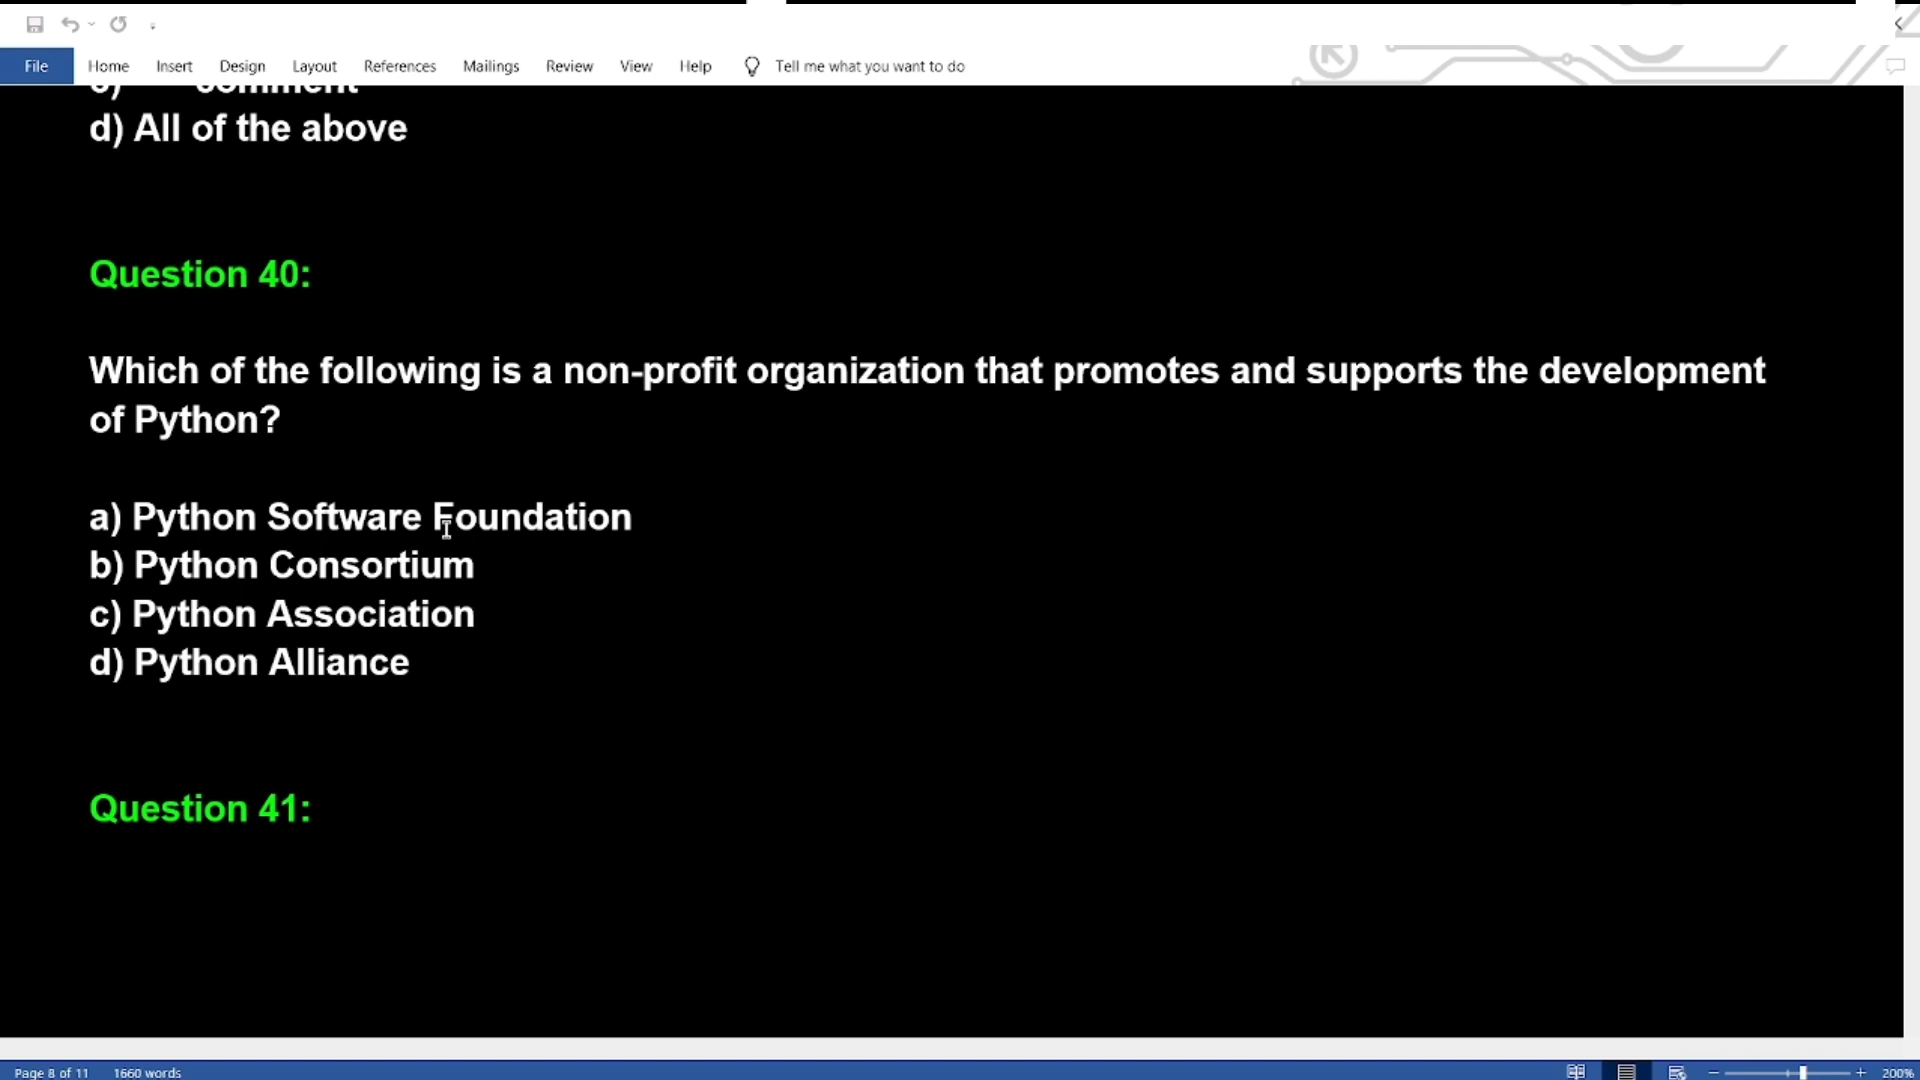 File Home Insert Design Layout References Mailings Review View Help Tell me what you want to do
comment
d) All of the above
Question 40:
Which of the following is a non-profit organization that promotes and supports the development
of Python?
a) Python Software Foundation
b) Python Consortium
c) Python Association
d) Python Alliance
Question 41:
Page 8 of 11 1660 words 200%